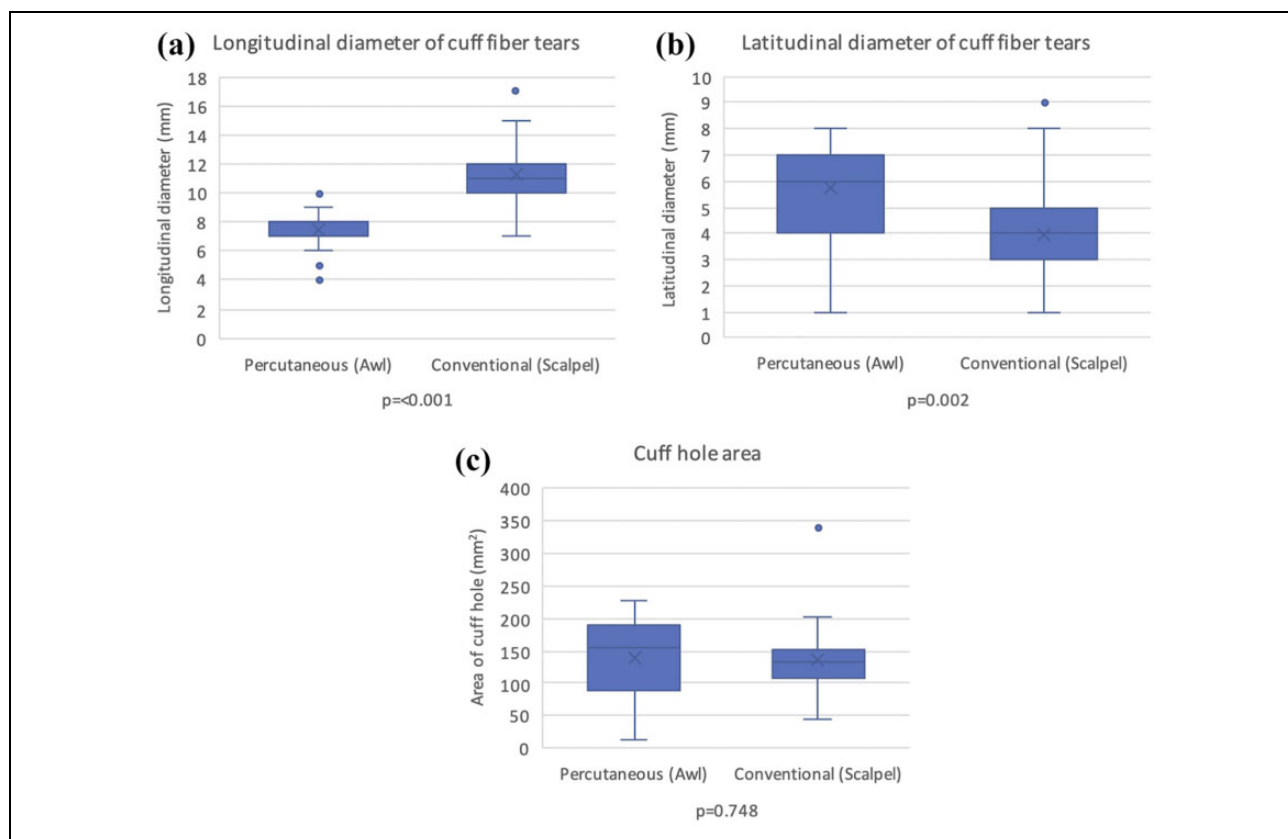 (a) Longitudinal diameter of cuff fiber tears
Longitudinal diameter (mm)
18
16
14
12
10
8
6
4
2
0
Percutaneous (Awl) Conventional (Scalpel)
p=<0.001
(b) Latitudinal diameter of cuff fiber tears
Latitudinal diameter (mm)
10
9
8
7
6
5
4
3
2
1
0
Percutaneous (Awl) Conventional (Scalpel)
p=0.002
(c) Cuff hole area
Area of cuff hole (mm²)
400
350
300
250
200
150
100
50
0
Percutaneous (Awl) Conventional (Scalpel)
p=0.748